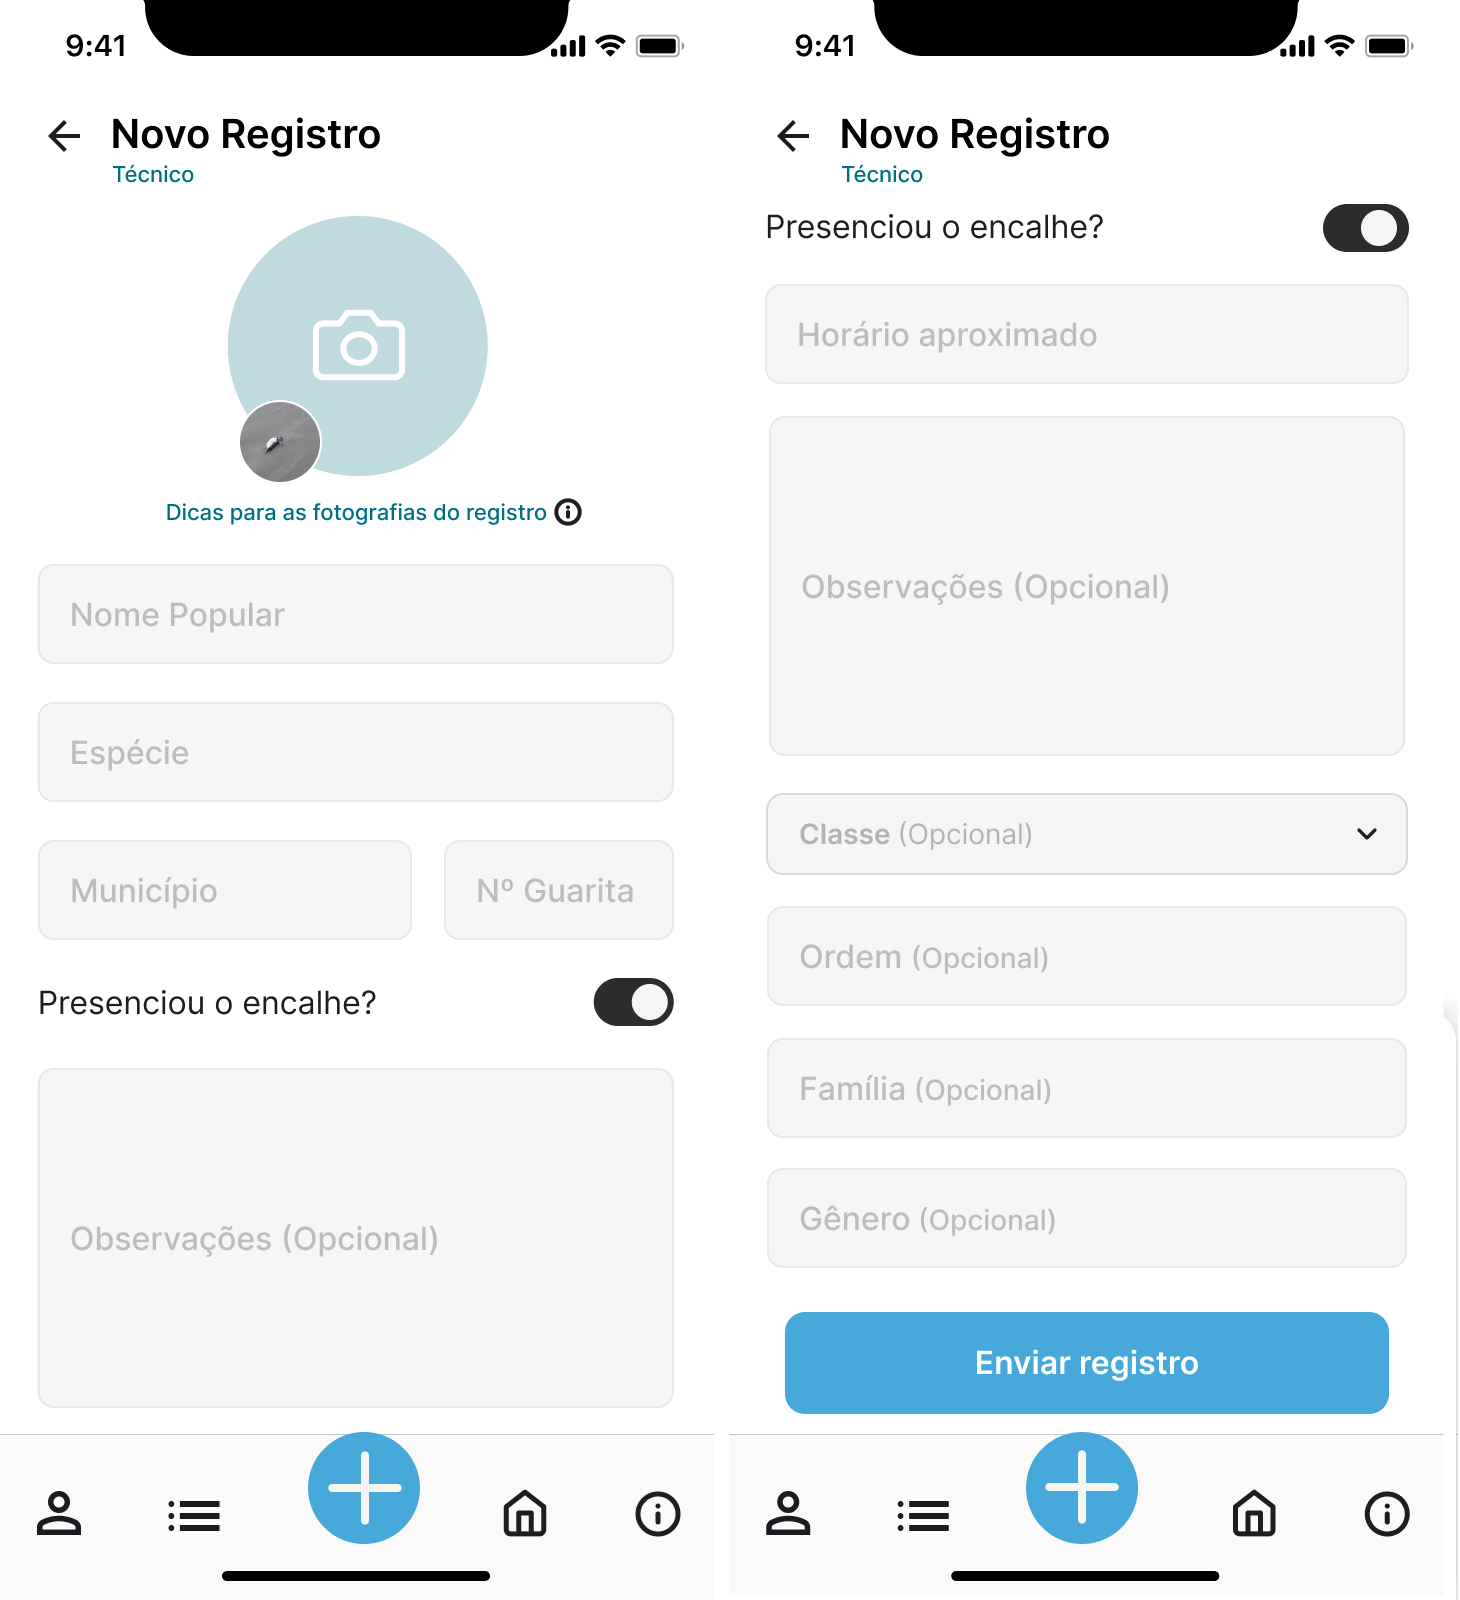 9:41
Novo Registro
Técnico
Dicas para as fotografias do registro
Nome Popular
Espécie
Município
Nº Guarita
Presenciou o encalhe?
Observações (Opcional)
9:41
Novo Registro
Técnico
Presenciou o encalhe?
Horário aproximado
Observações (Opcional)
Classe (Opcional)
Ordem (Opcional)
Família (Opcional)
Gênero (Opcional)
Enviar registro